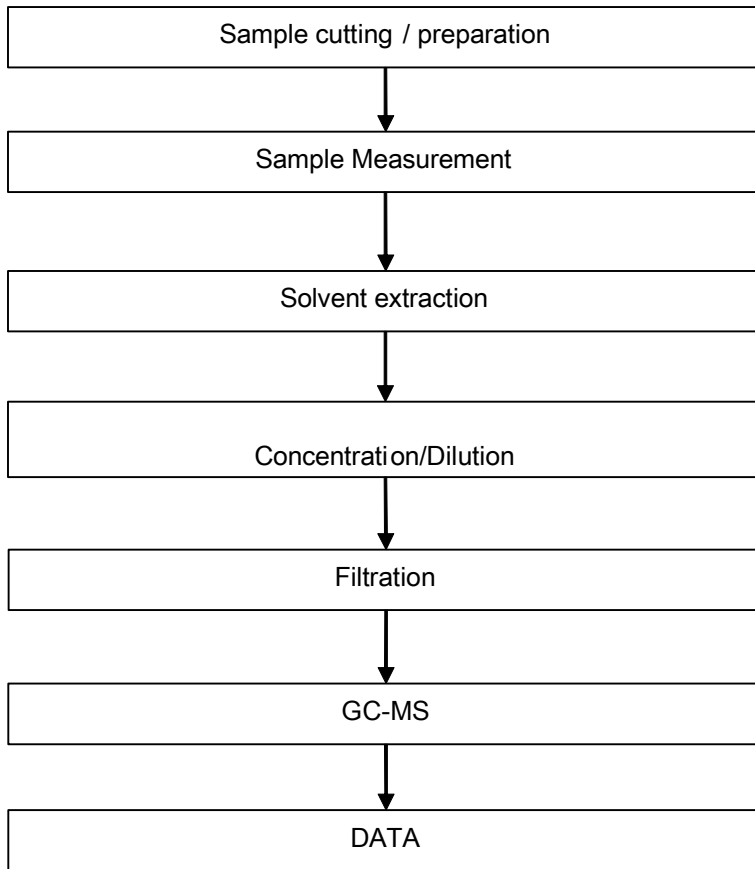 Sample cutting / preparation
Sample Measurement
Solvent extraction
Concentration/Dilution
Filtration
GC-MS
DATA